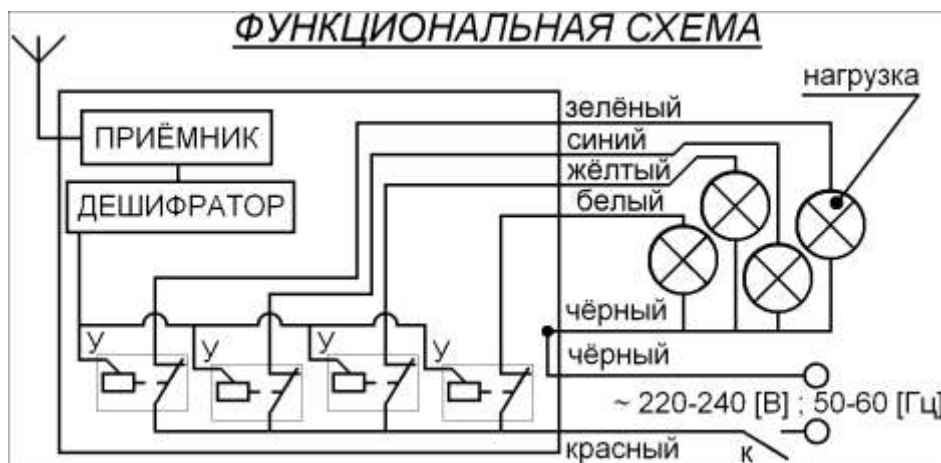 ФУНКЦИОНАЛЬНАЯ СХЕМА
нагрузка
зелёный
ПРИЁМНИК
синий
жёлтый
ДЕШИФРАТОР
белый
чёрный
У
У
У
У
чёрный
~ 220-240 [В] ; 50-60 [Гц]
красный
к